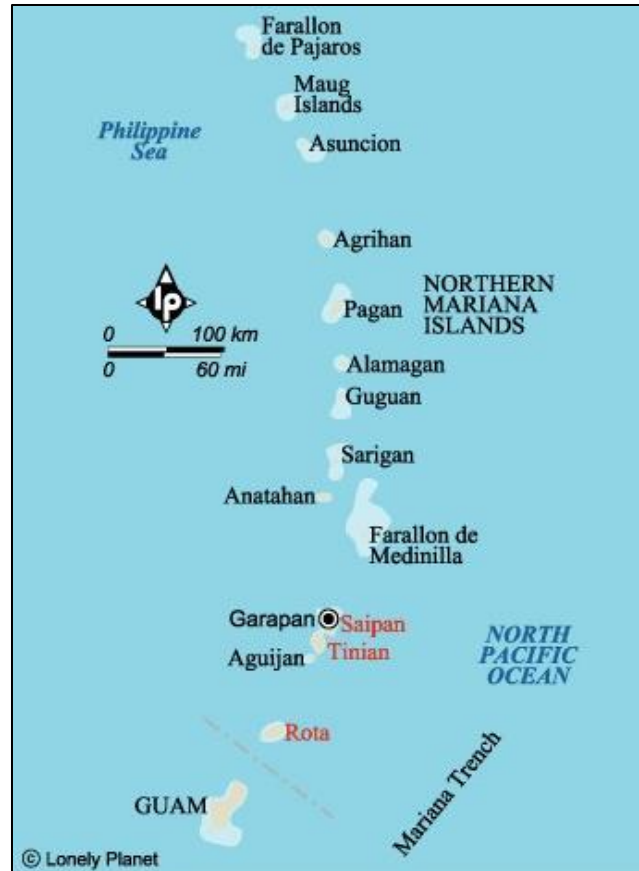 Farallon
de Pajaros
Maug
Islands
Philippine
Sea
Asuncion
Agrihan
lp
NORTHERN
MARIANA
ISLANDS
Pagan
0 100 km
0 60 mi
Alamagan
Guguan
Sarigan
Anatahan
Farallon de
Medinilla
Garapan
Saipan
Tinian
Aguijan
NORTH
PACIFIC
OCEAN
Rota
Mariana Trench
GUAM
© Lonely Planet